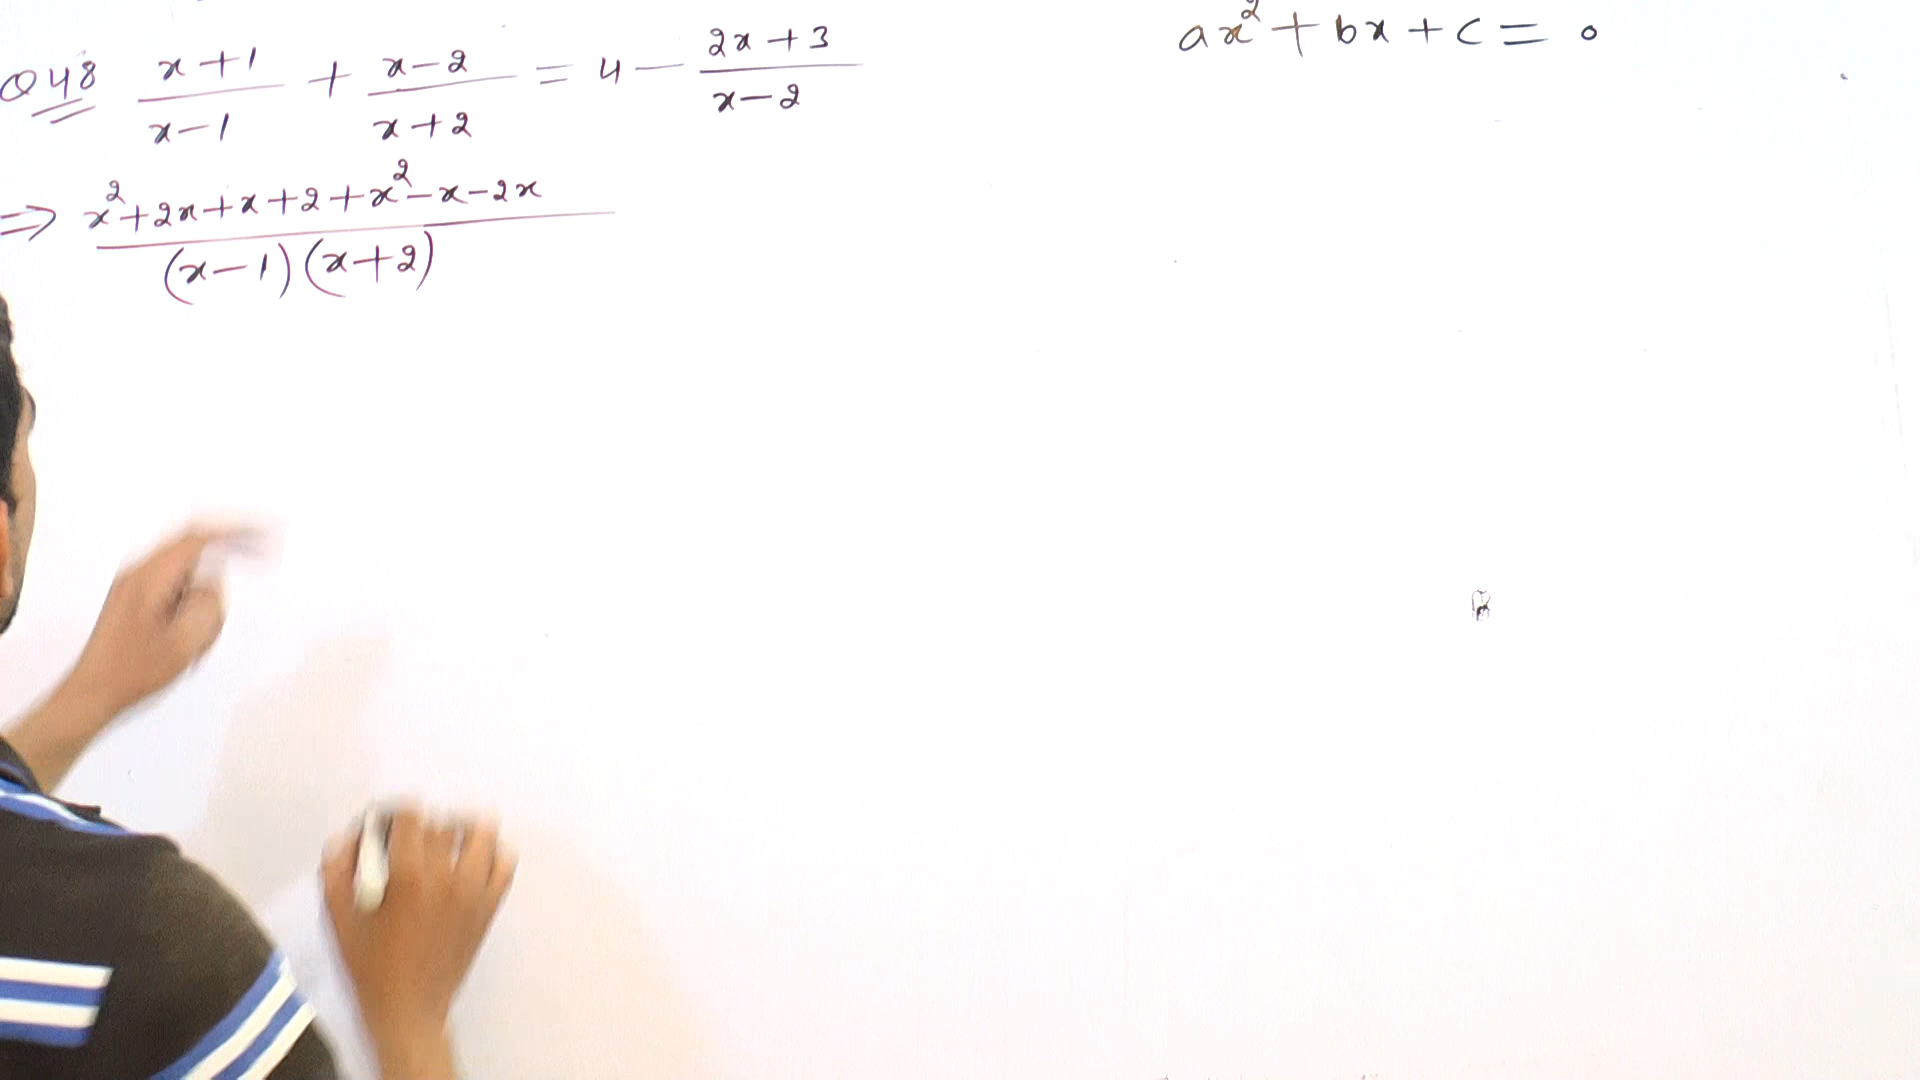 Q48 (x+1)/(x-1) + (x-2)/(x+2) = 4 - (2x+3)/(x-2)
ax² + bx + c = 0
⇒ (x²+2x+x+2+x²-x-2x)/((x-1)(x+2))